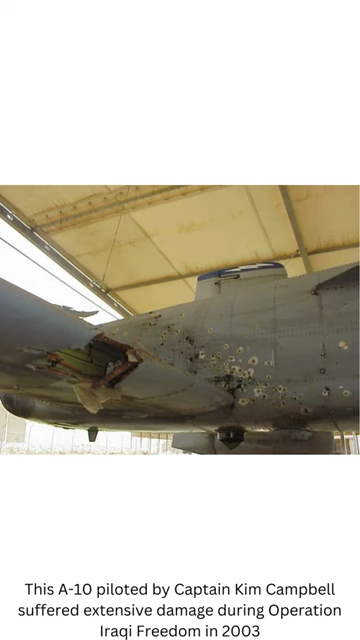 This A-10 piloted by Captain Kim Campbell
suffered extensive damage during Operation
Iraqi Freedom in 2003